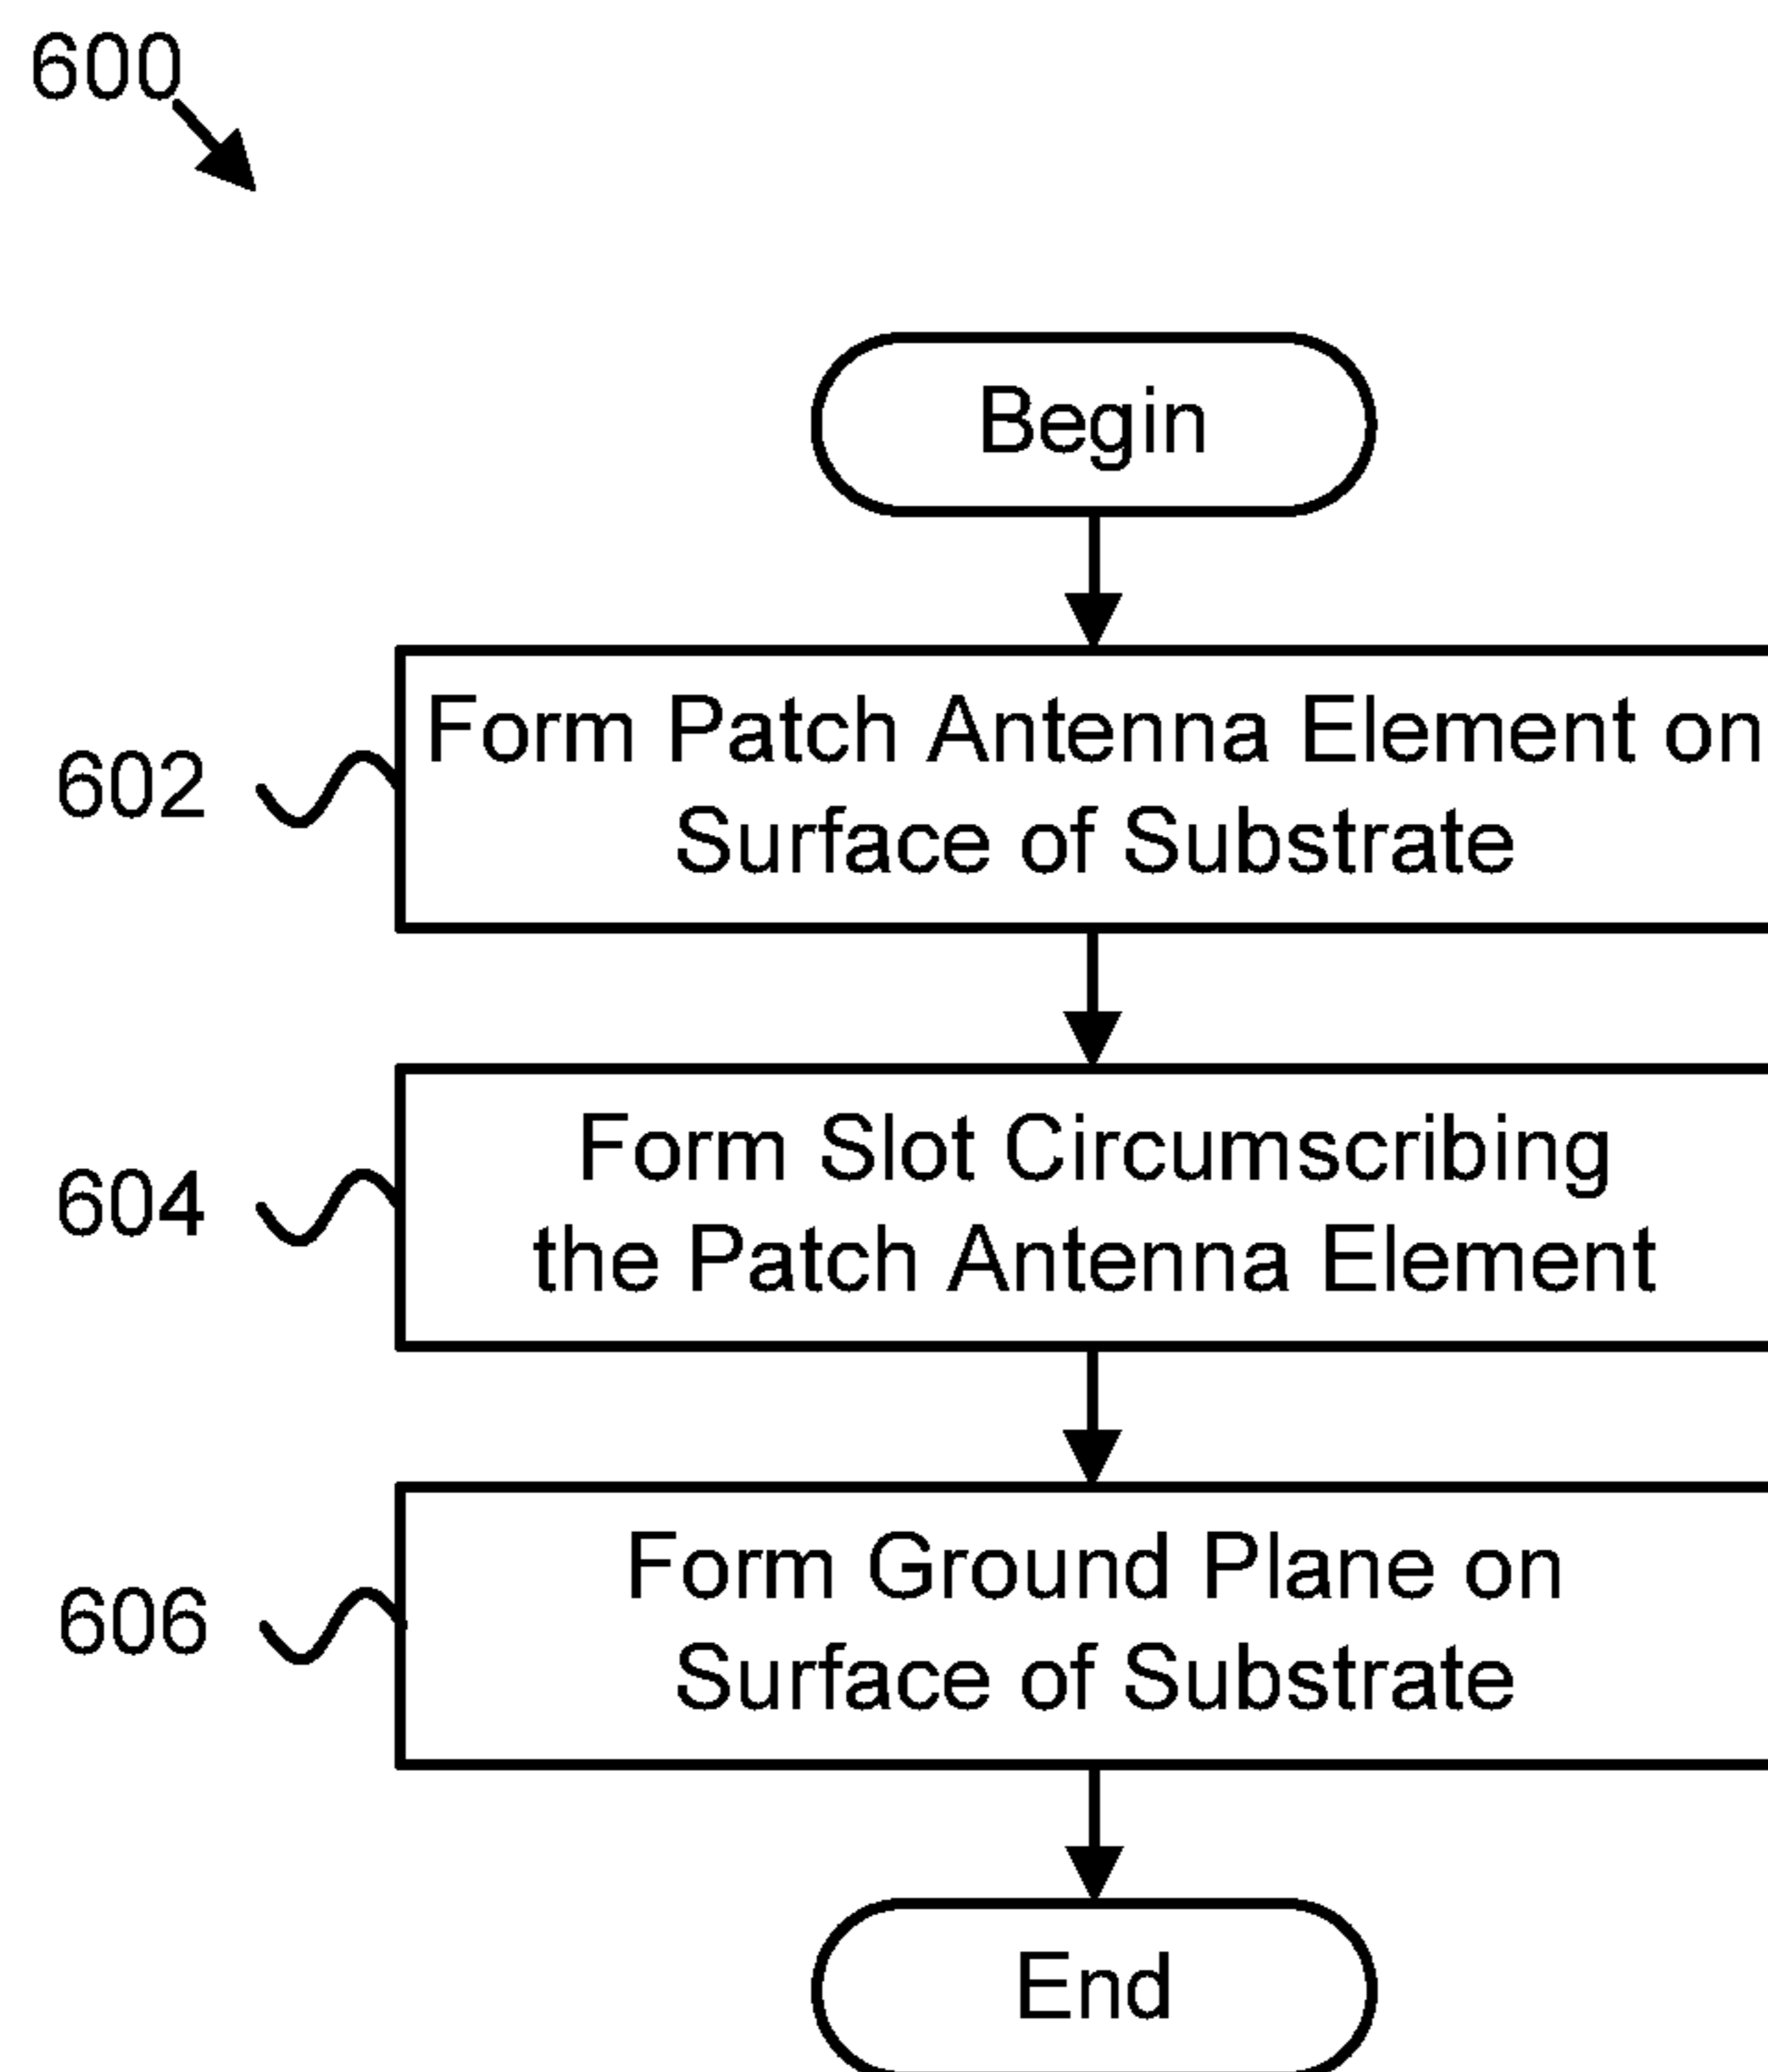 600
Begin
602
Form Patch Antenna Element on
Surface of Substrate
604
Form Slot Circumscribing
the Patch Antenna Element
606
Form Ground Plane on
Surface of Substrate
End